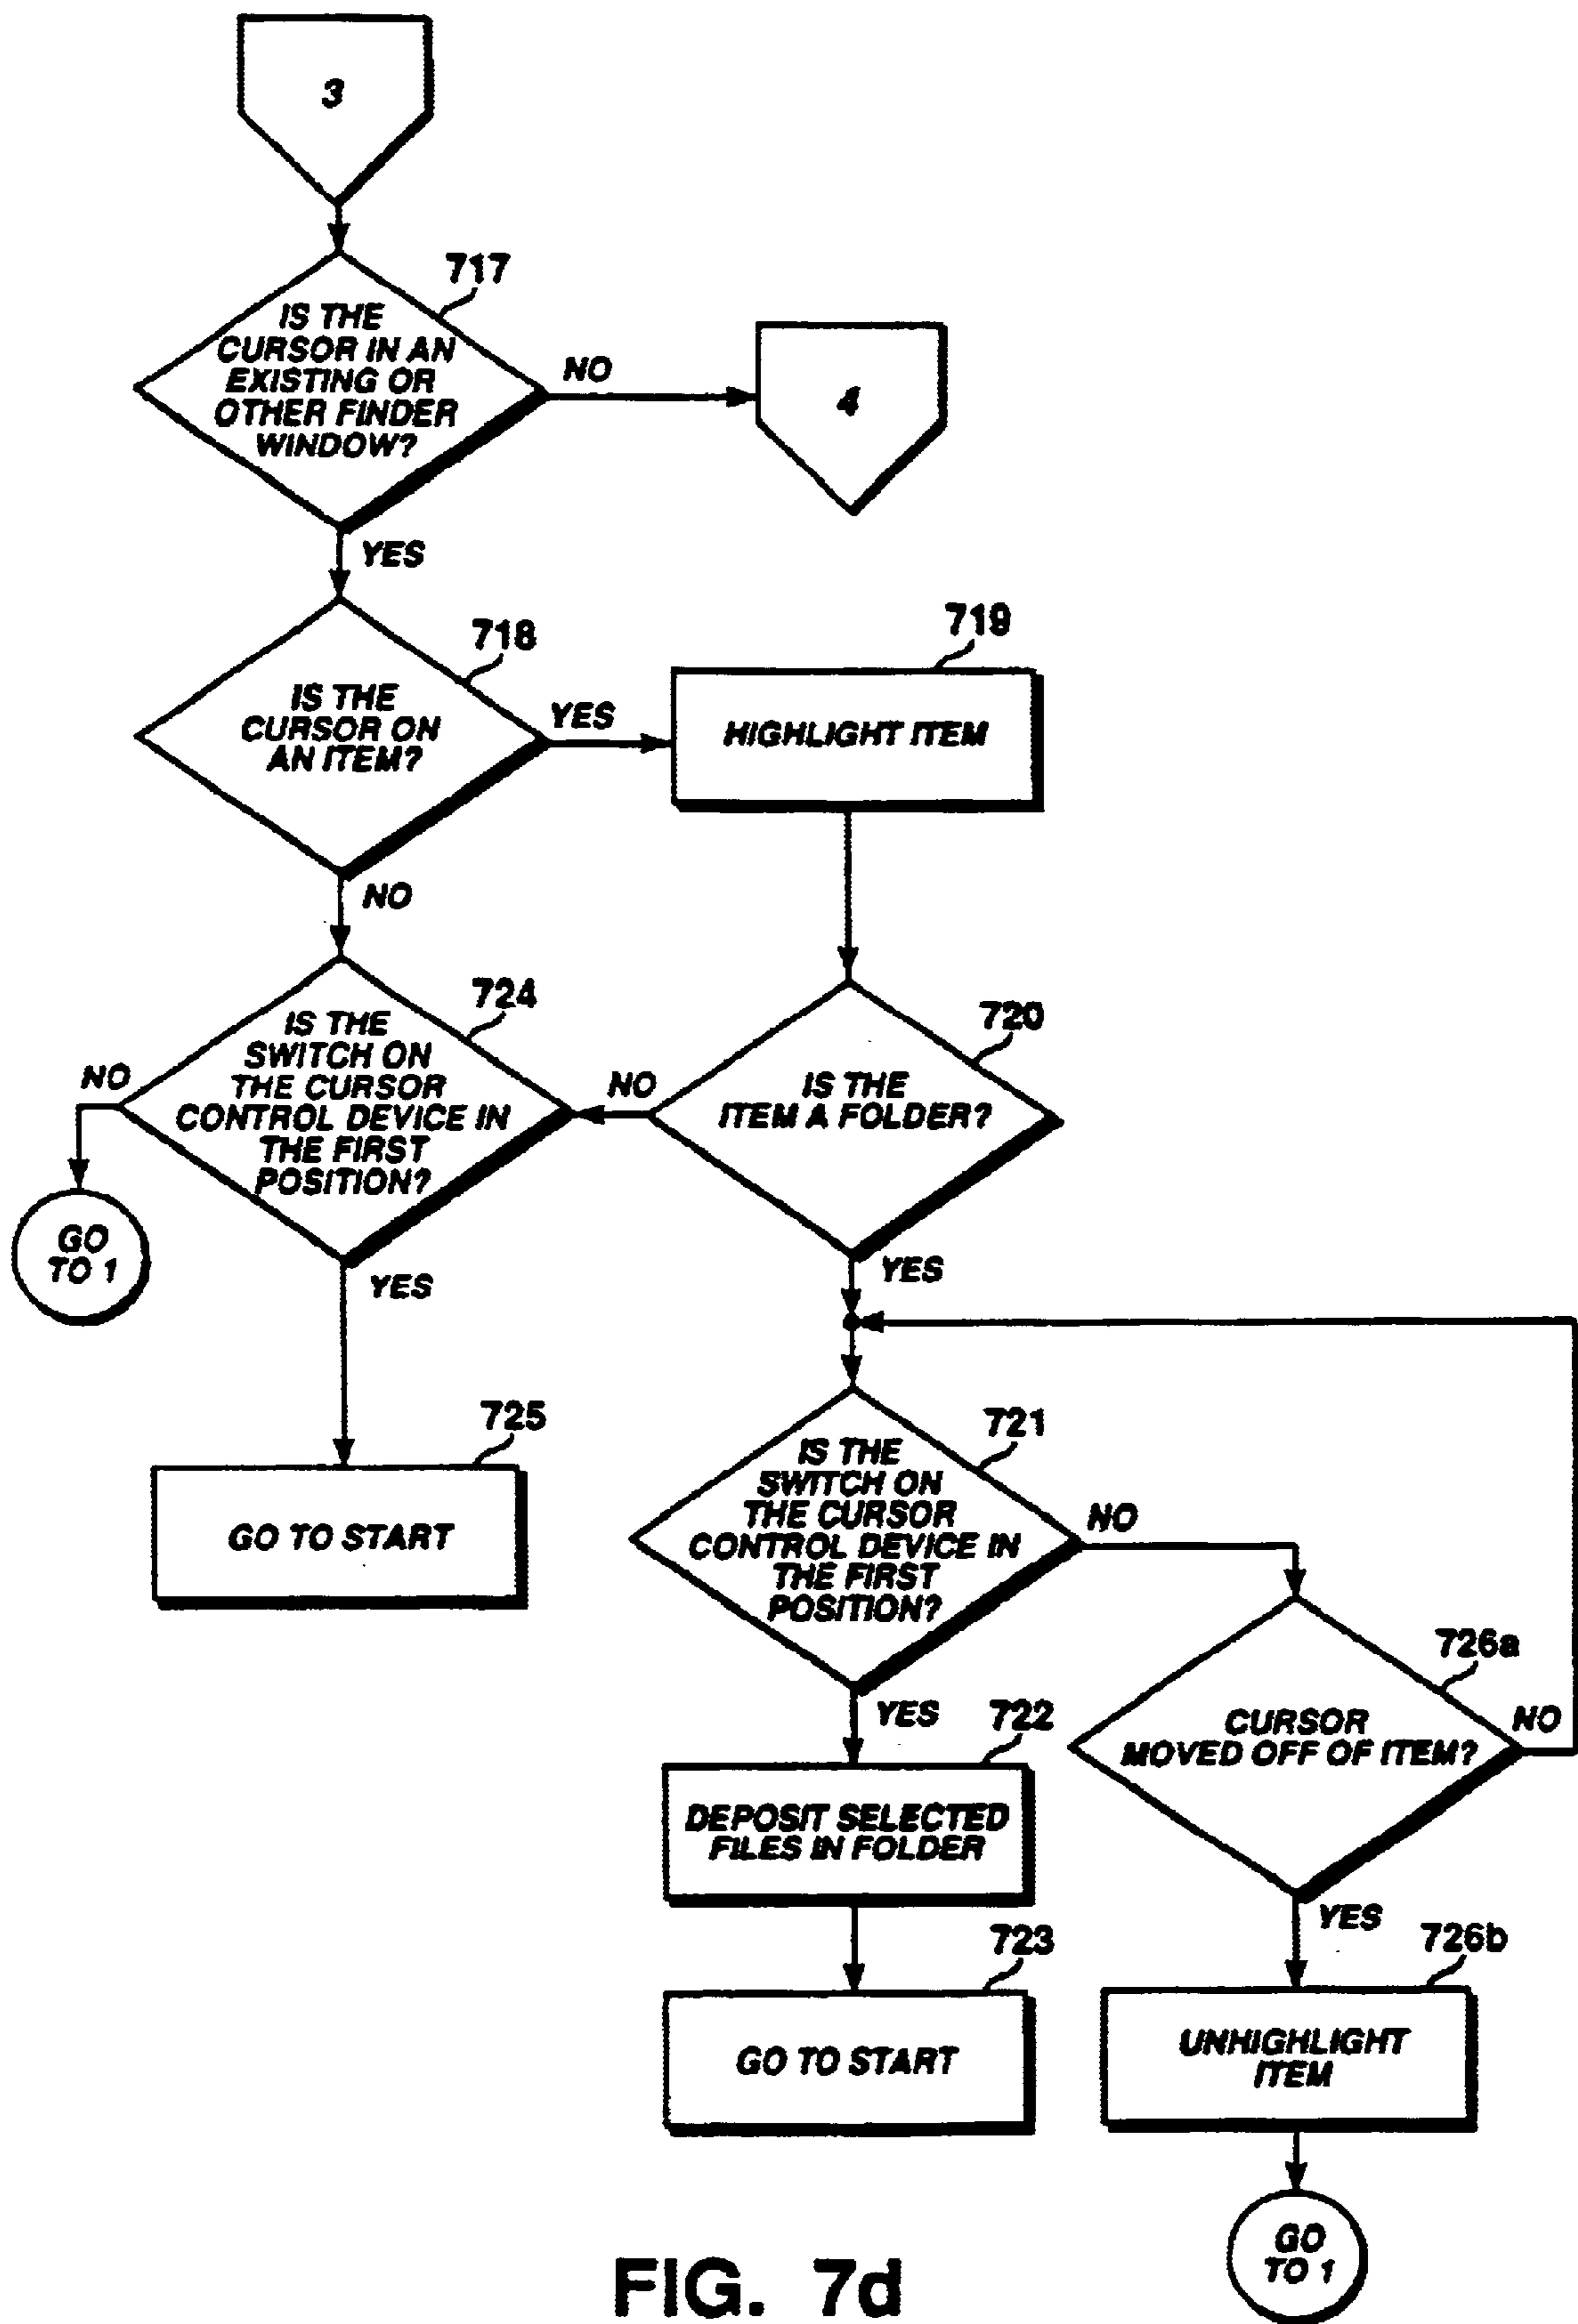 3
717
IS THE
CURSOR IN AN
EXISTING OR
OTHER FINDER
WINDOW?
NO
4
YES
718
IS THE
CURSOR ON
AN ITEM?
YES
719
HIGHLIGHT ITEM
NO
724
IS THE
SWITCH ON
THE CURSOR
CONTROL DEVICE IN
THE FIRST
POSITION?
NO
GO
TO 1
NO
720
IS THE
ITEM A FOLDER?
YES
YES
725
GO TO START
721
IS THE
SWITCH ON
THE CURSOR
CONTROL DEVICE IN
THE FIRST
POSITION?
NO
726a
CURSOR
MOVED OFF OF ITEM?
NO
YES
722
DEPOSIT SELECTED
FILES IN FOLDER
723
GO TO START
YES
726b
UNHIGHLIGHT
ITEM
GO
TO 1
FIG. 7d